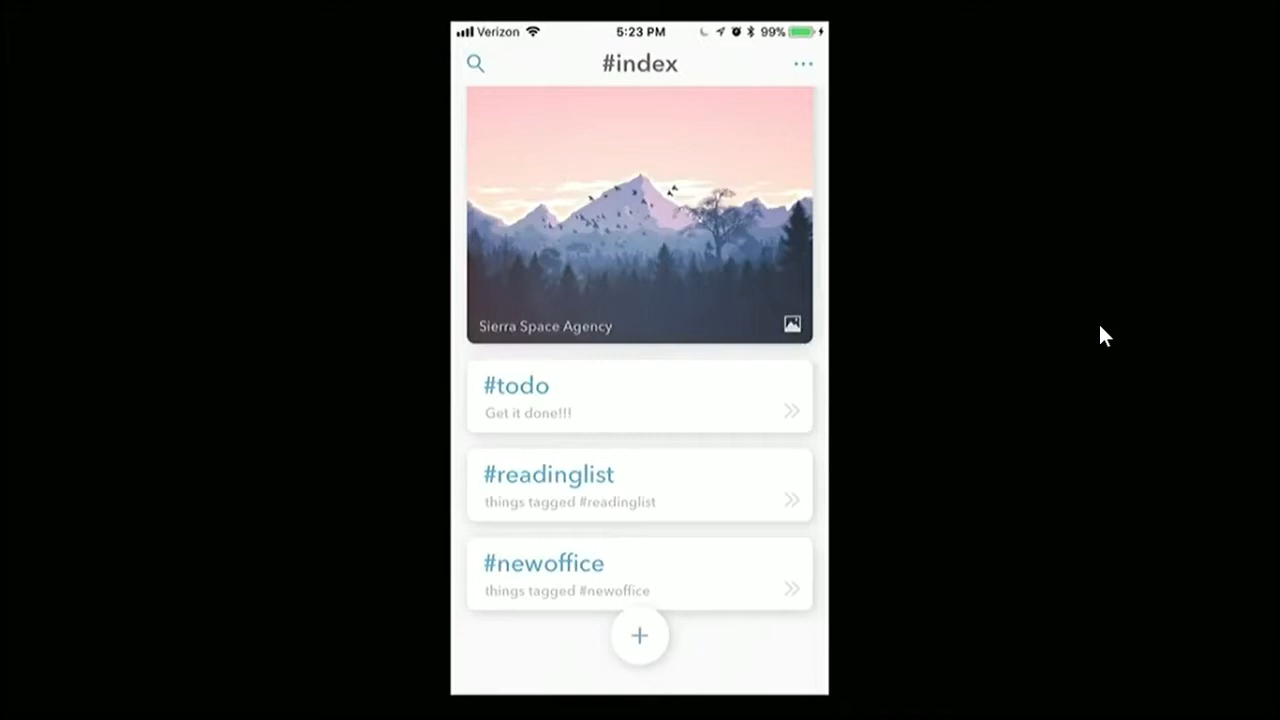 Verizon 5:23 PM 99%
#index
Sierra Space Agency
#todo
Get it done!!!
#readinglist
things tagged #readinglist
#newoffice
things tagged #newoffice